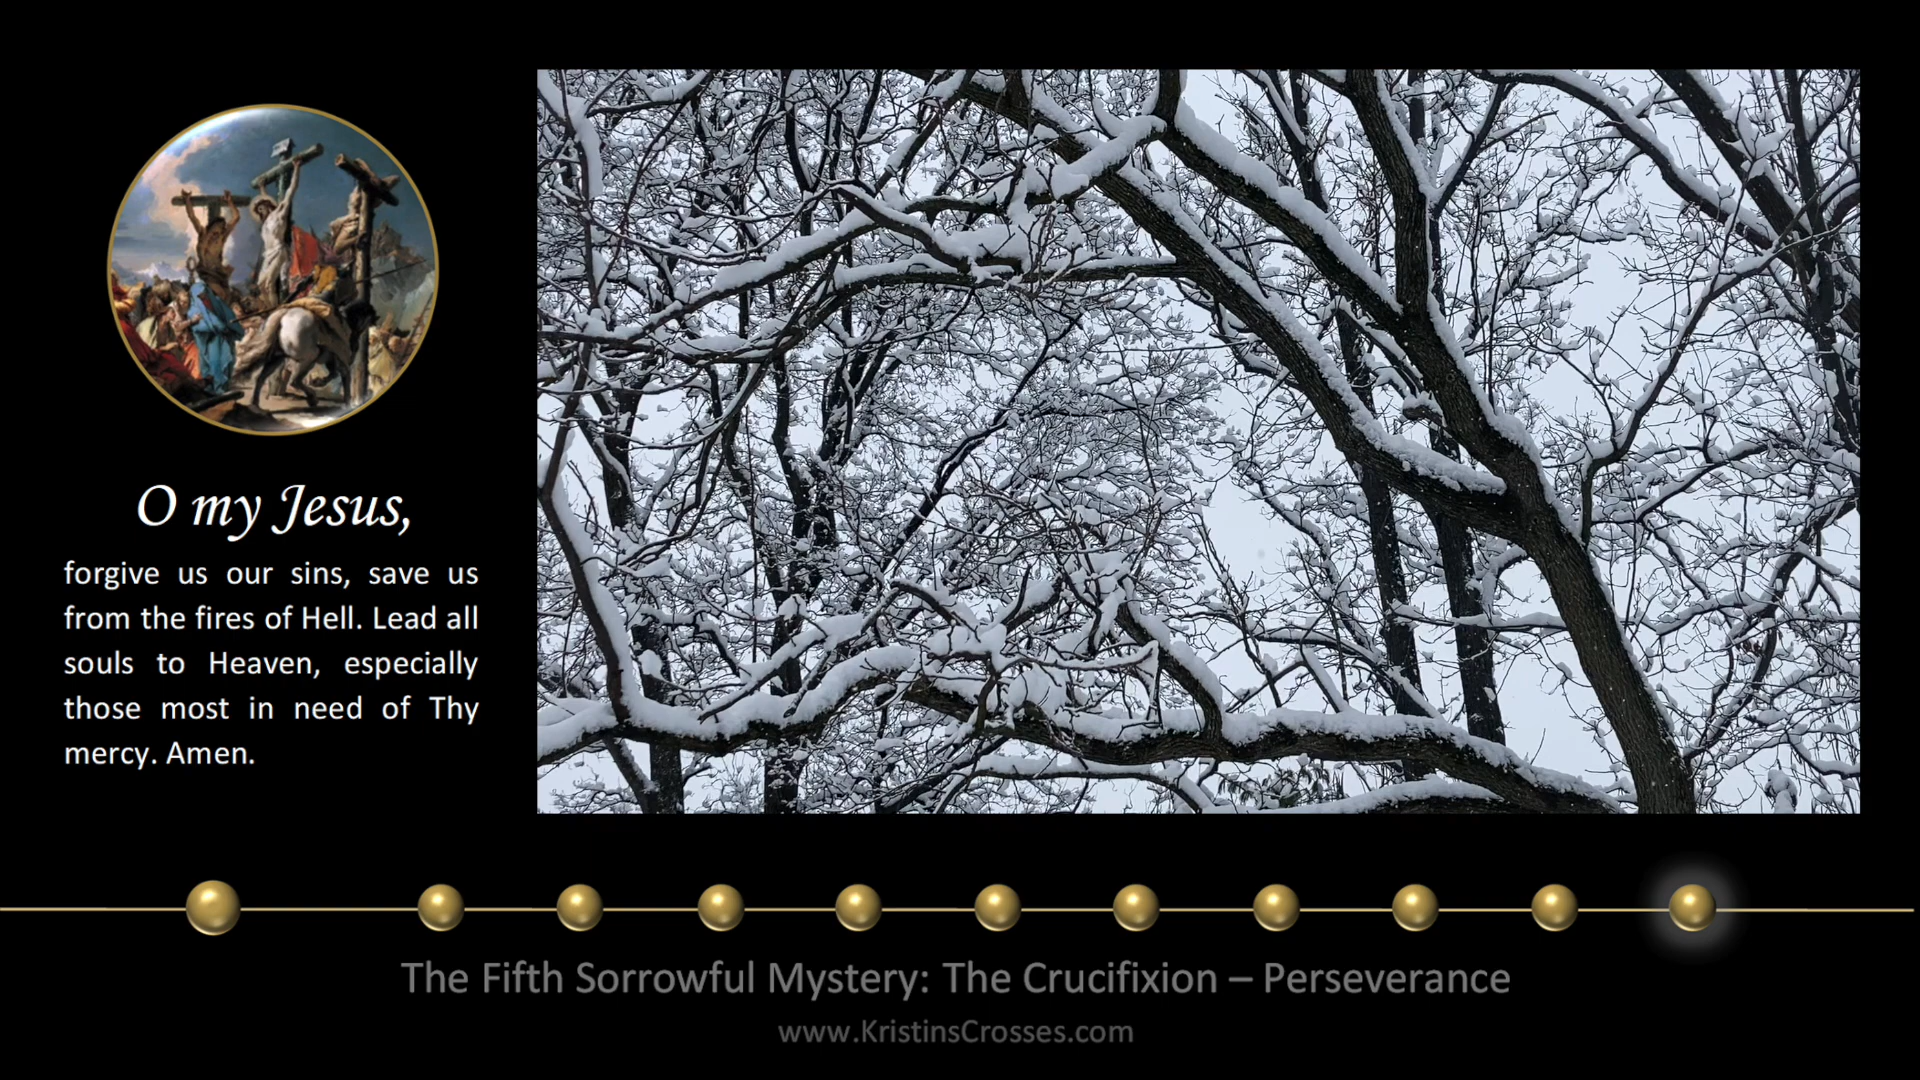 O my Jesus,
forgive us our sins, save us
from the fires of Hell. Lead all
souls to Heaven, especially
those most in need of Thy
mercy. Amen.
The Fifth Sorrowful Mystery: The Crucifixion – Perseverance
www.KristinsCrosses.com